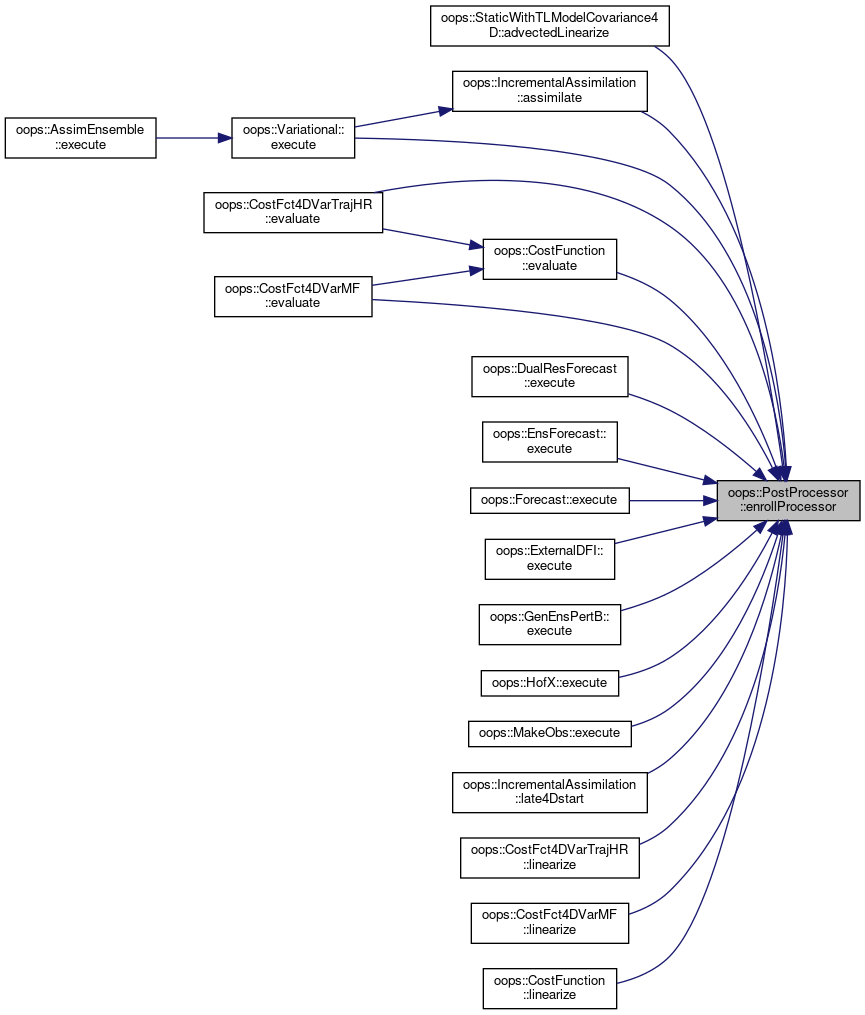 oops::StaticWithTLModelCovariance4
D::advectedLinearize
oops::IncrementalAssimilation
::assimilate
oops::AssimEnsemble
::execute
oops::Variational::
execute
oops::CostFct4DVarTrajHR
::evaluate
oops::CostFunction
::evaluate
oops::CostFct4DVarMF
::evaluate
oops::DualResForecast
::execute
oops::EnsForecast::
execute
oops::Forecast::execute
oops::PostProcessor
::enrollProcessor
oops::ExternalDFI::
execute
oops::GenEnsPertB::
execute
oops::HofX::execute
oops::MakeObs::execute
oops::IncrementalAssimilation
::late4Dstart
oops::CostFct4DVarTrajHR
::linearize
oops::CostFct4DVarMF
::linearize
oops::CostFunction
::linearize